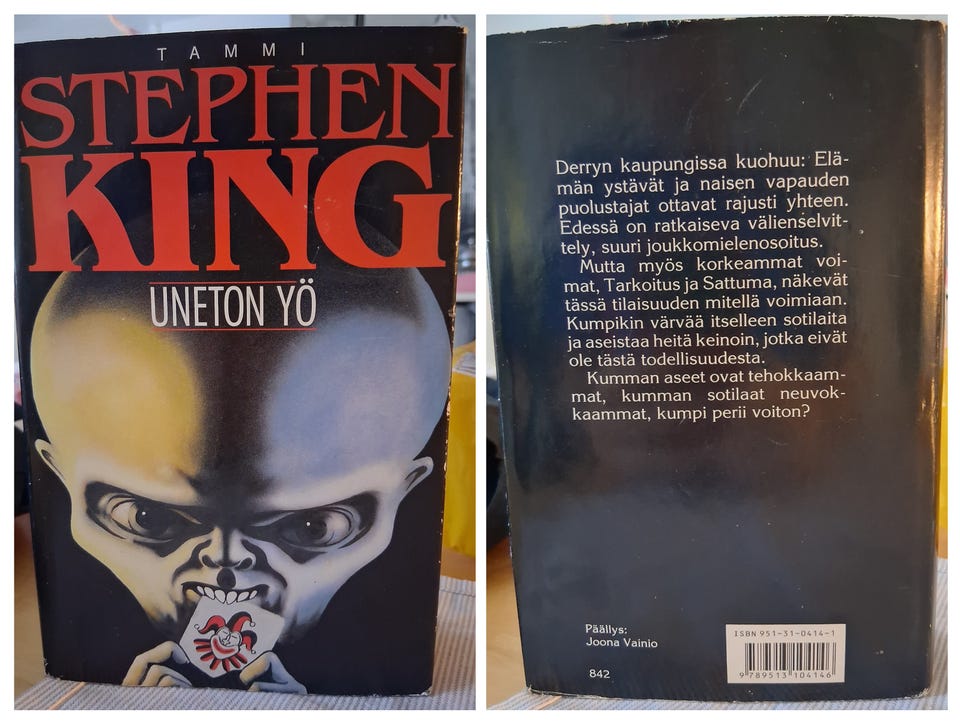 TAMMI
STEPHEN
KING
UNETON YÖ
Derryn kaupungissa kuohuu: Elä-
män ystävät ja naisen vapauden
puolustajat ottavat rajusti yhteen.
Edessä on ratkaiseva välienselvit-
tely, suuri joukkomielenosoitus.
Mutta myös korkeammat voi-
mat, Tarkoitus ja Sattuma, näkevät
tässä tilaisuuden mitellä voimiaan.
Kumpikin värvää itselleen sotilaita
ja aseistaa heitä keinoin, jotka eivät
ole tästä todellisuudesta.
Kumman aseet ovat tehokkaam-
mat, kumman sotilaat neuvok-
kaammat, kumpi perii voiton?
Päällys:
Joona Vainio
842
ISBN 951-31-0414-1
9789513104146